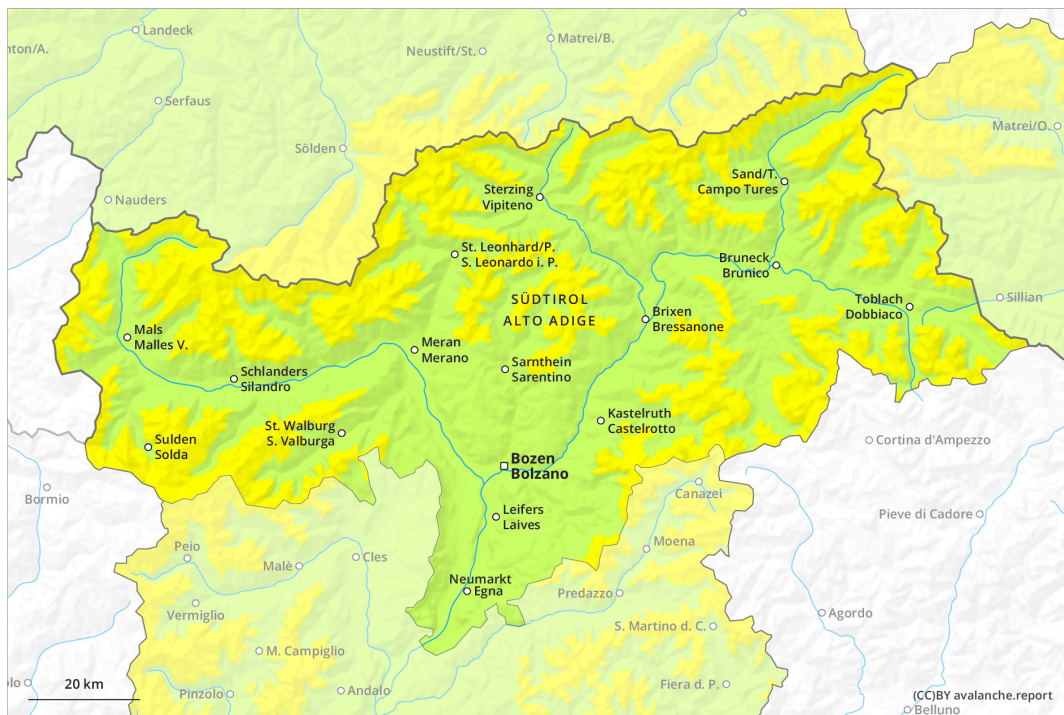 Landeck
nton/A.
Neustift/St.
Matrei/B.
Serfaus
Matrei/O.
Sölden
Sand/T.
Campo Tures
Sterzing
Vipiteno
Nauders
St. Leonhard/P.
S. Leonardo i. P.
Bruneck
Brunico
SÜDTIROL
ALTO ADIGE
Toblach
Dobbiaco
Sillian
Brixen
Bressanone
Mals
Malles V.
Meran
Merano
Sarnthein
Sarentino
Schlanders
Silandro
Kastelruth
Castelrotto
St. Walburg
S. Valburga
Sulden
Solda
Cortina d'Ampezzo
Bozen
Bolzano
Bormio
Canazei
Leifers
Laives
Pieve di Cadore
Peio
Malè
Cles
Moena
Neumarkt
Egna
Predazzo
Vermiglio
Agordo
S. Martino d. C.
M. Campiglio
20 km
olo
Pinzolo
Andalo
Fiera d. P.
(CC)BY avalanche.report
Belluno